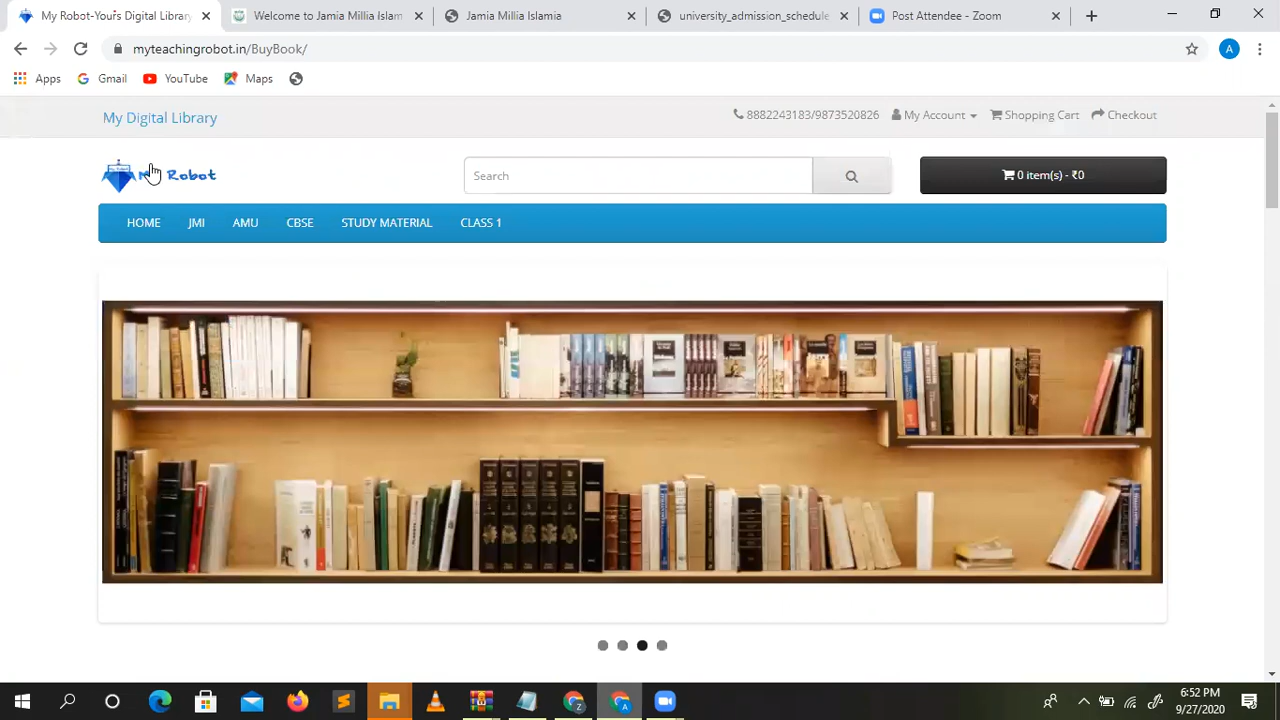 My Robot-Yours Digital Library
Welcome to Jamia Millia Islam
Jamia Millia Islamia
university_admission_schedule
Post Attendee - Zoom
myteachingrobot.in/BuyBook/
A
Apps
Gmail
YouTube
Maps
My Digital Library
8882243183/9873520826
My Account
Shopping Cart
Checkout
Robot
Search
0 item(s) - ₹0
HOME
JMI
AMU
CBSE
STUDY MATERIAL
CLASS 1
6:52 PM
9/27/2020